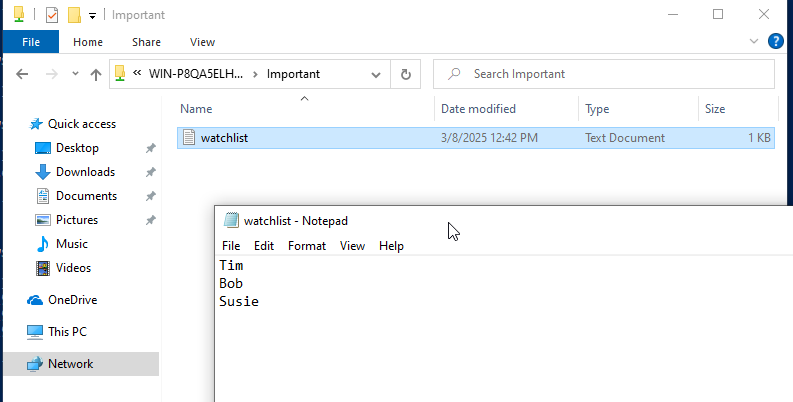 Important
File Home Share View
WIN-P8QA5ELH... Important Search Important
Name Date modified Type Size
Quick access
watchlist 3/8/2025 12:42 PM Text Document 1 KB
Desktop
Downloads
Documents
Pictures
Music
Videos
OneDrive
This PC
Network
watchlist - Notepad
File Edit Format View Help
Tim
Bob
Susie